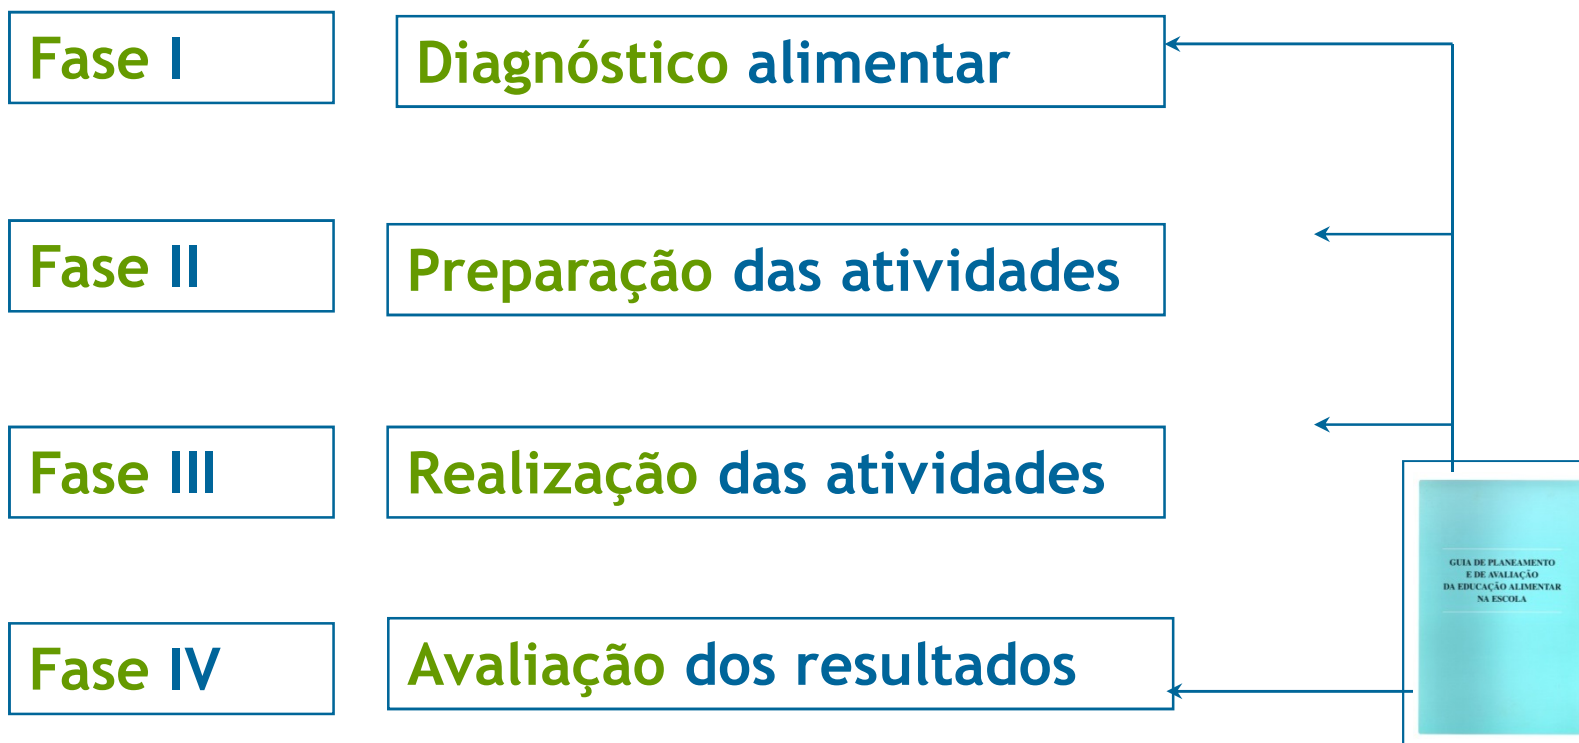 Fase I
Diagnóstico alimentar
Fase II
Preparação das atividades
Fase III
Realização das atividades
GUIA DE PLANEAMENTO
E DE AVALIAÇÃO
DA EDUCAÇÃO ALIMENTAR
NA ESCOLA
Fase IV
Avaliação dos resultados